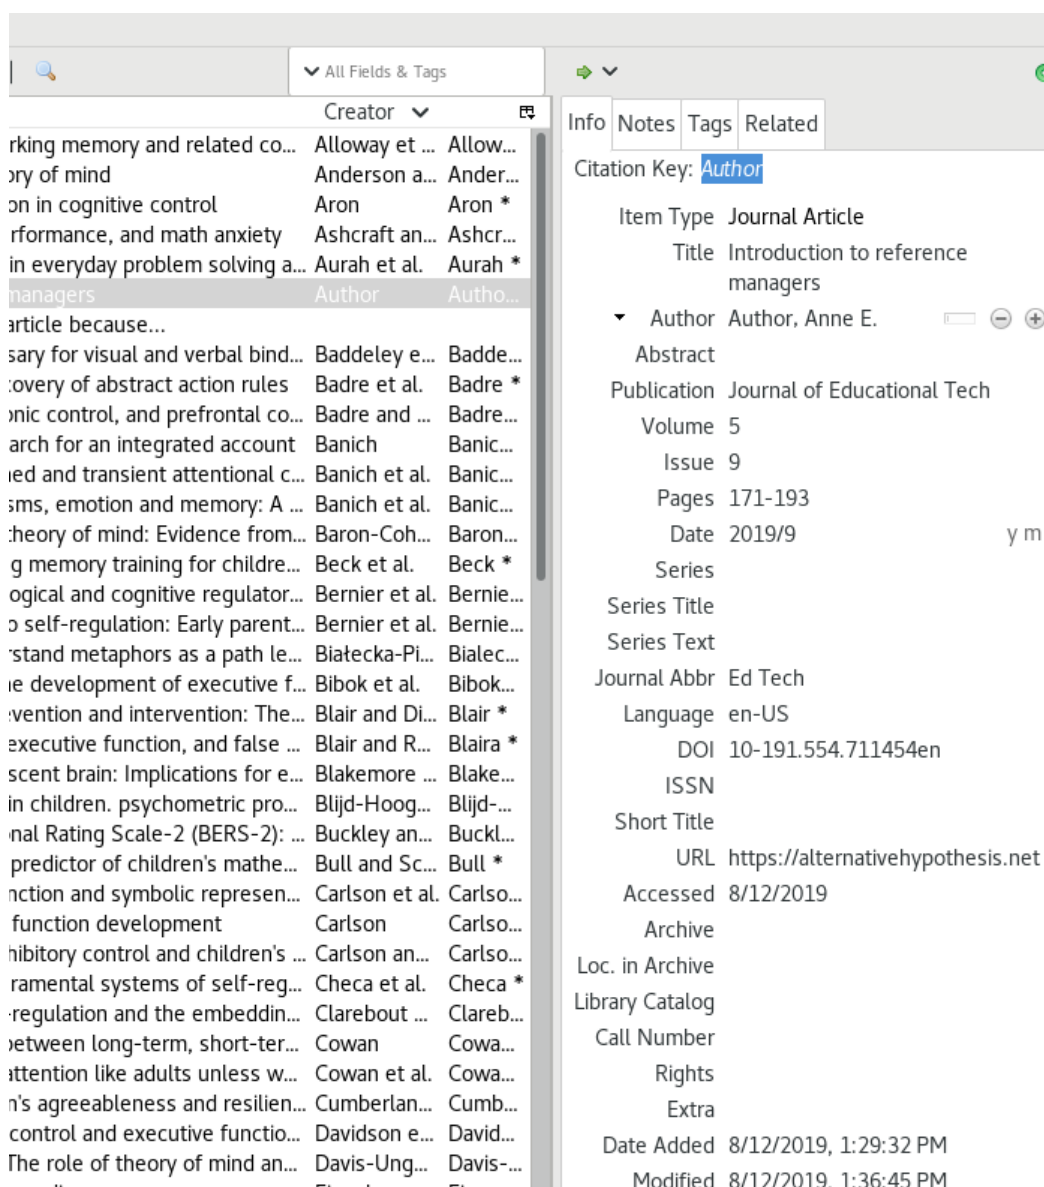 All Fields & Tags
Creator
rking memory and related co... Alloway et ... Allow...
ory of mind Anderson a... Ander...
on in cognitive control Aron Aron *
rformance, and math anxiety Ashcraft an... Ashcr...
in everyday problem solving a... Aurah et al. Aurah *
managers Author Autho...
article because...
sary for visual and verbal bind... Baddeley e... Badde...
covery of abstract action rules Badre et al. Badre *
onic control, and prefrontal co... Badre and ... Badre...
arch for an integrated account Banich Banic...
ned and transient attentional c... Banich et al. Banic...
sms, emotion and memory: A ... Banich et al. Banic...
theory of mind: Evidence from... Baron-Coh... Baron...
g memory training for childre... Beck et al. Beck *
ogical and cognitive regulator... Bernier et al. Bernie...
o self-regulation: Early parent... Bernier et al. Bernie...
rstand metaphors as a path le... Białecka-Pi... Bialec...
e development of executive f... Bibok et al. Bibok...
evention and intervention: The... Blair and Di... Blair *
executive function, and false ... Blair and R... Blaira *
scent brain: Implications for e... Blakemore ... Blake...
in children. psychometric pro... Blijd-Hoog... Blijd-...
onal Rating Scale-2 (BERS-2): ... Buckley an... Buckl...
predictor of children's mathe... Bull and Sc... Bull *
nction and symbolic represen... Carlson et al. Carlso...
function development Carlson Carlso...
hibitory control and children's ... Carlson an... Carlso...
ramental systems of self-reg... Checa et al. Checa *
-regulation and the embeddin... Clarebout ... Clareb...
between long-term, short-ter... Cowan Cowa...
attention like adults unless w... Cowan et al. Cowa...
n's agreeableness and resilien... Cumberlan... Cumb...
control and executive functio... Davidson e... David...
The role of theory of mind an... Davis-Ung... Davis-...
Info Notes Tags Related
Citation Key: Author
Item Type Journal Article
Title Introduction to reference
managers
Author Author, Anne E.
Abstract
Publication Journal of Educational Tech
Volume 5
Issue 9
Pages 171-193
Date 2019/9 y m
Series
Series Title
Series Text
Journal Abbr Ed Tech
Language en-US
DOI 10-191.554.711454en
ISSN
Short Title
URL https://alternativehypothesis.net
Accessed 8/12/2019
Archive
Loc. in Archive
Library Catalog
Call Number
Rights
Extra
Date Added 8/12/2019, 1:29:32 PM
Modified 8/12/2019, 1:36:45 PM